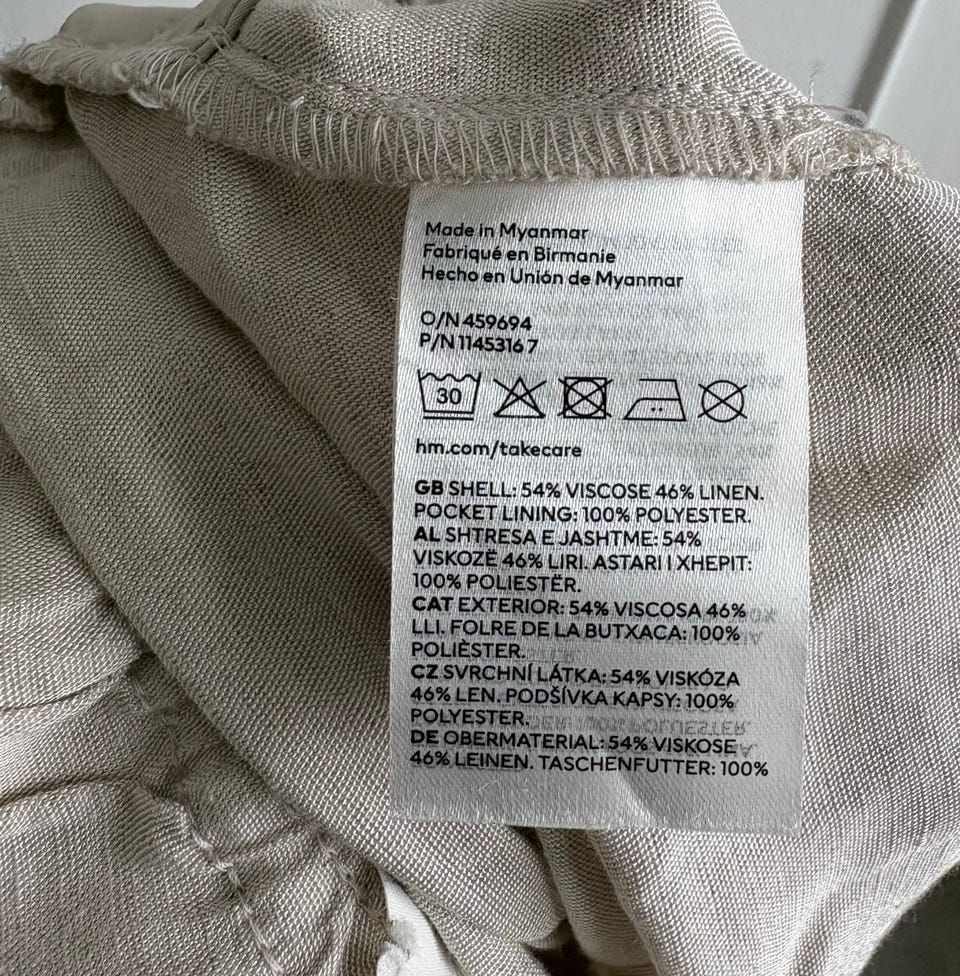 Made in Myanmar
Fabriqué en Birmanie
Hecho en Unión de Myanmar
O/N 459694
P/N 11453167
30
hm.com/takecare
GB SHELL: 54% VISCOSE 46% LINEN.
POCKET LINING: 100% POLYESTER.
AL SHTRESA E JASHTME: 54%
VISKOZË 46% LIRI. ASTARI I XHEPIT:
100% POLIESTËR.
CAT EXTERIOR: 54% VISCOSA 46%
LLI. FOLRE DE LA BUTXACA: 100%
POLIÈSTER.
CZ SVRCHNÍ LÁTKA: 54% VISKÓZA
46% LEN. PODŠÍVKA KAPSY: 100%
POLYESTER.
DE OBERMATERIAL: 54% VISKOSE
46% LEINEN. TASCHENFUTTER: 100%